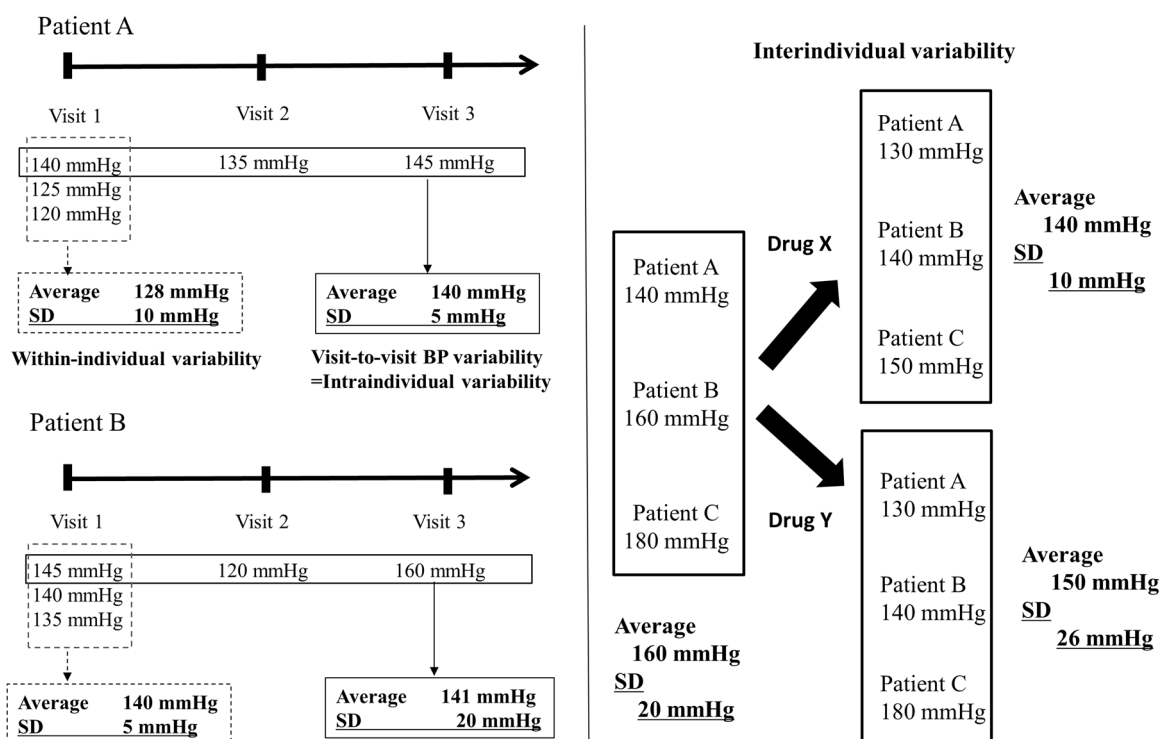 Patient A
Visit 1 Visit 2 Visit 3
140 mmHg 135 mmHg 145 mmHg
125 mmHg
120 mmHg
Average 128 mmHg
SD 10 mmHg
Within-individual variability
Average 140 mmHg
SD 5 mmHg
Visit-to-visit BP variability
=Intraindividual variability
Patient B
Visit 1 Visit 2 Visit 3
145 mmHg 120 mmHg 160 mmHg
140 mmHg
135 mmHg
Average 140 mmHg
SD 5 mmHg
Average 141 mmHg
SD 20 mmHg
Interindividual variability
Patient A
140 mmHg
Patient B
160 mmHg
Patient C
180 mmHg
Average
160 mmHg
SD
20 mmHg
Drug X
Patient A
130 mmHg
Patient B
140 mmHg
Patient C
150 mmHg
Average
140 mmHg
SD
10 mmHg
Drug Y
Patient A
130 mmHg
Patient B
140 mmHg
Patient C
180 mmHg
Average
150 mmHg
SD
26 mmHg